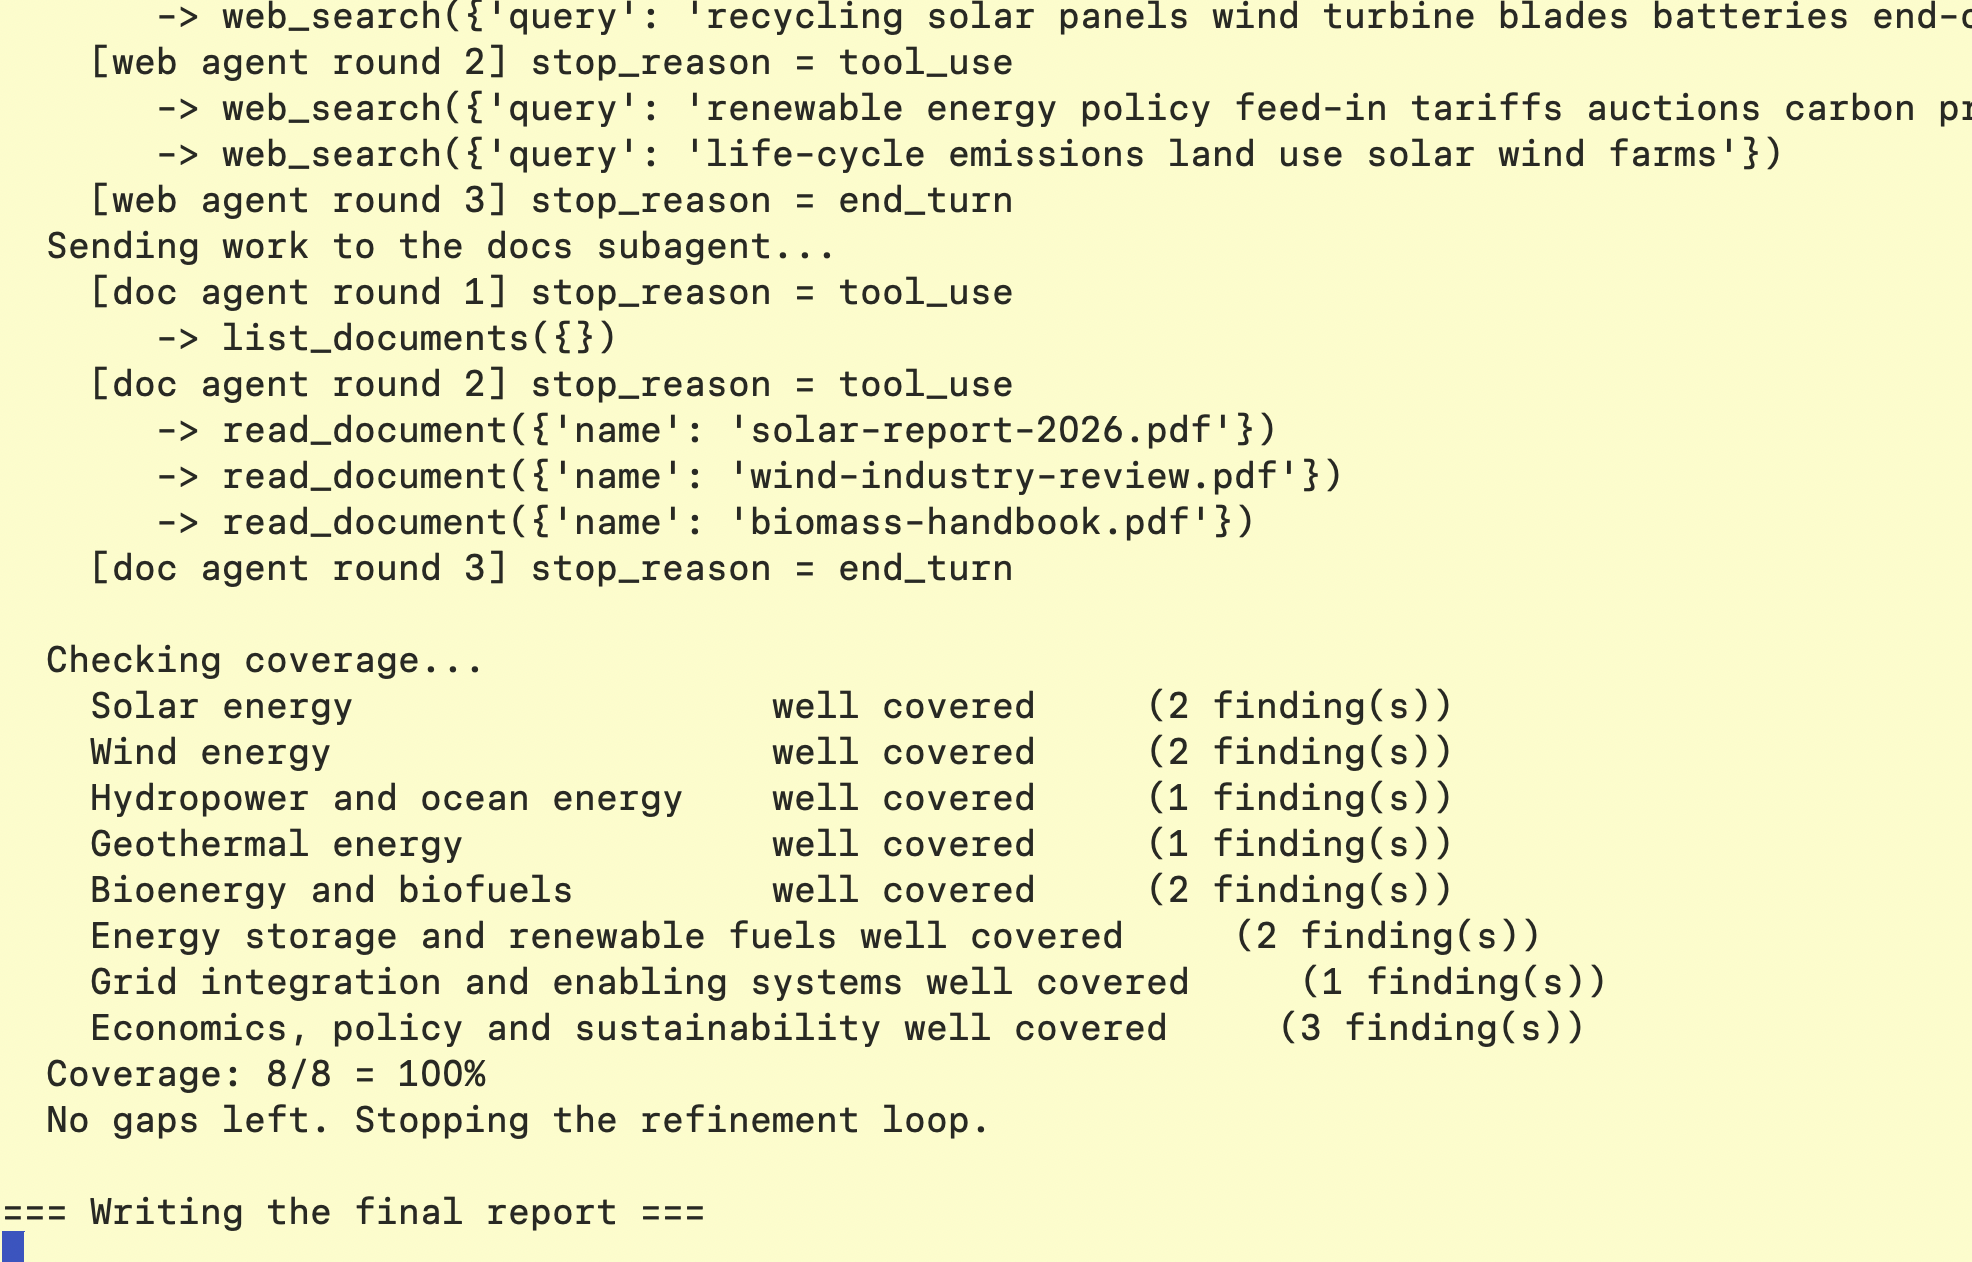 -> web_search({'query': 'recycling solar panels wind turbine blades batteries end-
[web agent round 2] stop_reason = tool_use
-> web_search({'query': 'renewable energy policy feed-in tariffs auctions carbon pr
-> web_search({'query': 'life-cycle emissions land use solar wind farms'})
[web agent round 3] stop_reason = end_turn
Sending work to the docs subagent...
[doc agent round 1] stop_reason = tool_use
-> list_documents({})
[doc agent round 2] stop_reason = tool_use
-> read_document({'name': 'solar-report-2026.pdf'})
-> read_document({'name': 'wind-industry-review.pdf'})
-> read_document({'name': 'biomass-handbook.pdf'})
[doc agent round 3] stop_reason = end_turn
Checking coverage...
Solar energy well covered (2 finding(s))
Wind energy well covered (2 finding(s))
Hydropower and ocean energy well covered (1 finding(s))
Geothermal energy well covered (1 finding(s))
Bioenergy and biofuels well covered (2 finding(s))
Energy storage and renewable fuels well covered (2 finding(s))
Grid integration and enabling systems well covered (1 finding(s))
Economics, policy and sustainability well covered (3 finding(s))
Coverage: 8/8 = 100%
No gaps left. Stopping the refinement loop.
=== Writing the final report ===